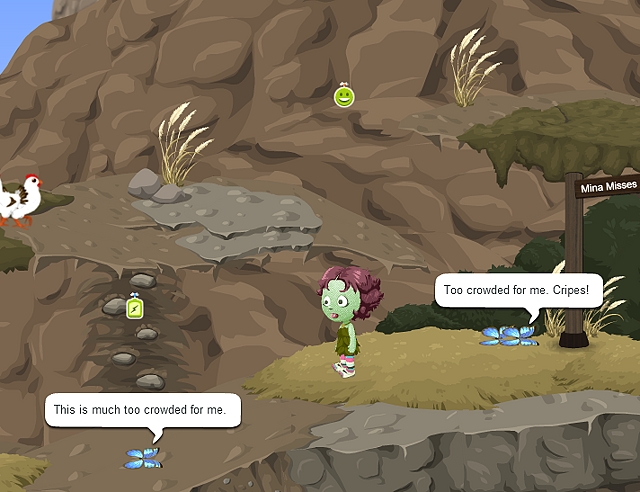 Mina Misses
Too crowded for me. Cripes!
This is much too crowded for me.